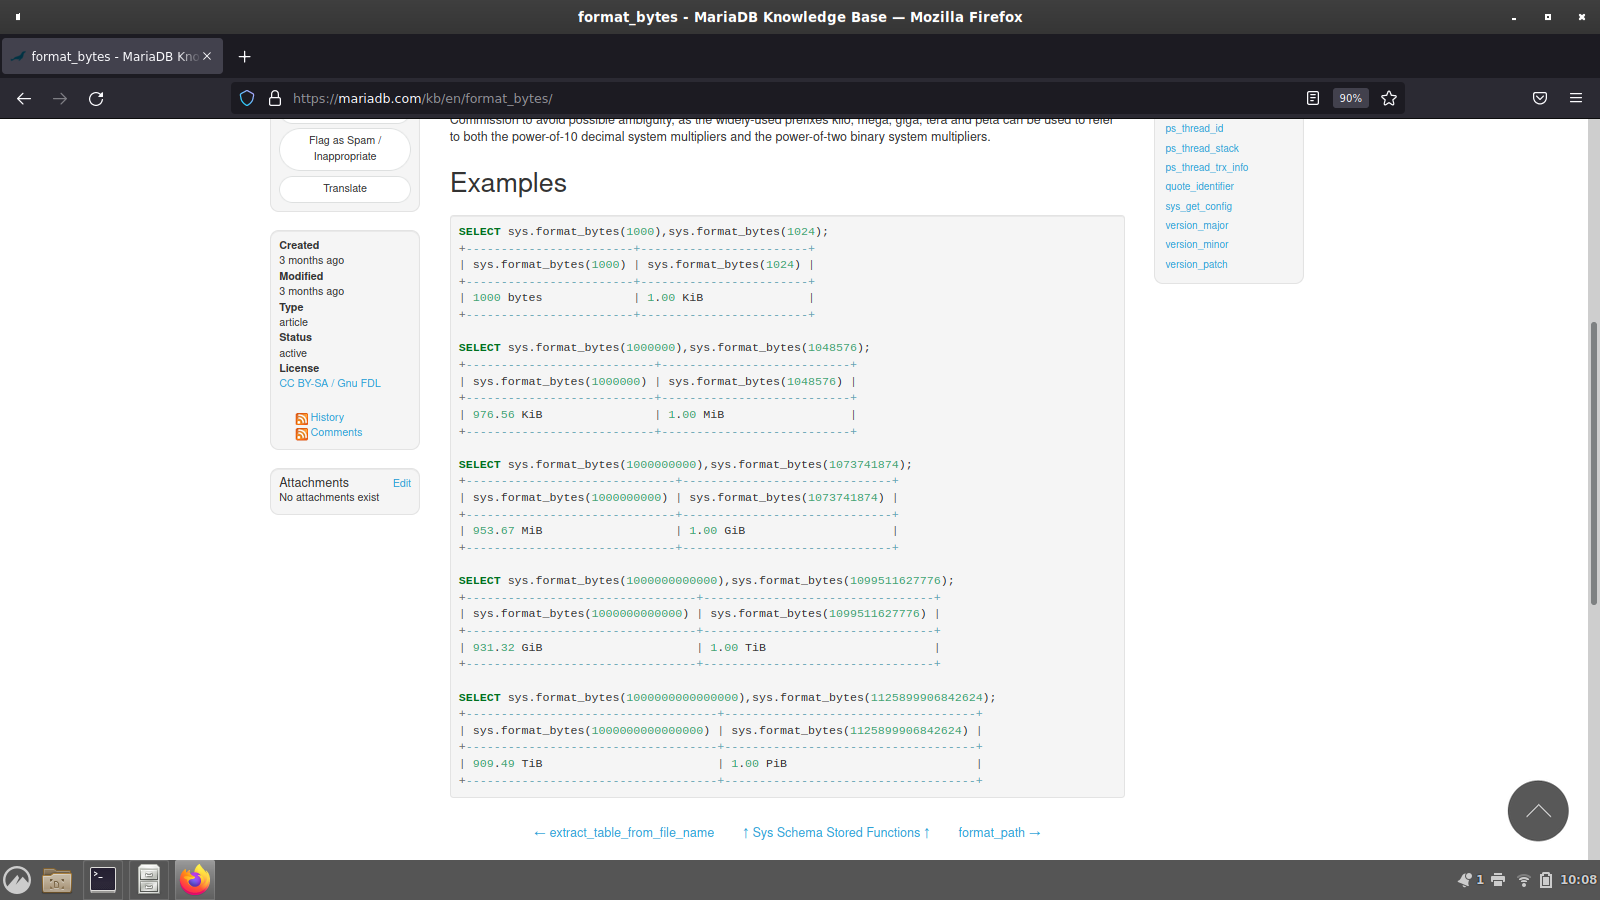 format_bytes - MariaDB Knowledge Base — Mozilla Firefox
format_bytes - MariaDB Kno
https://mariadb.com/kb/en/format_bytes/
90%
Flag as Spam /
Inappropriate
Translate
Created
3 months ago
Modified
3 months ago
Type
article
Status
active
License
CC BY-SA / Gnu FDL
History
Comments
Attachments Edit
No attachments exist
Commission to avoid possible ambiguity, as the widely-used prefixes kilo, mega, giga, tera and peta can be used to refer
to both the power-of-10 decimal system multipliers and the power-of-two binary system multipliers.
Examples
SELECT sys.format_bytes(1000),sys.format_bytes(1024);
+------------------------+------------------------+
| sys.format_bytes(1000) | sys.format_bytes(1024) |
+------------------------+------------------------+
| 1000 bytes             | 1.00 KiB               |
+------------------------+------------------------+
SELECT sys.format_bytes(1000000),sys.format_bytes(1048576);
+---------------------------+---------------------------+
| sys.format_bytes(1000000) | sys.format_bytes(1048576) |
+---------------------------+---------------------------+
| 976.56 KiB                | 1.00 MiB                  |
+---------------------------+---------------------------+
SELECT sys.format_bytes(1000000000),sys.format_bytes(1073741874);
+------------------------------+------------------------------+
| sys.format_bytes(1000000000) | sys.format_bytes(1073741874) |
+------------------------------+------------------------------+
| 953.67 MiB                   | 1.00 GiB                     |
+------------------------------+------------------------------+
SELECT sys.format_bytes(1000000000000),sys.format_bytes(1099511627776);
+---------------------------------+---------------------------------+
| sys.format_bytes(1000000000000) | sys.format_bytes(1099511627776) |
+---------------------------------+---------------------------------+
| 931.32 GiB                      | 1.00 TiB                        |
+---------------------------------+---------------------------------+
SELECT sys.format_bytes(1000000000000000),sys.format_bytes(1125899906842624);
+------------------------------------+------------------------------------+
| sys.format_bytes(1000000000000000) | sys.format_bytes(1125899906842624) |
+------------------------------------+------------------------------------+
| 909.49 TiB                         | 1.00 PiB                           |
+------------------------------------+------------------------------------+
← extract_table_from_file_name ↑ Sys Schema Stored Functions ↑ format_path →
ps_thread_id
ps_thread_stack
ps_thread_trx_info
quote_identifier
sys_get_config
version_major
version_minor
version_patch
1 10:08